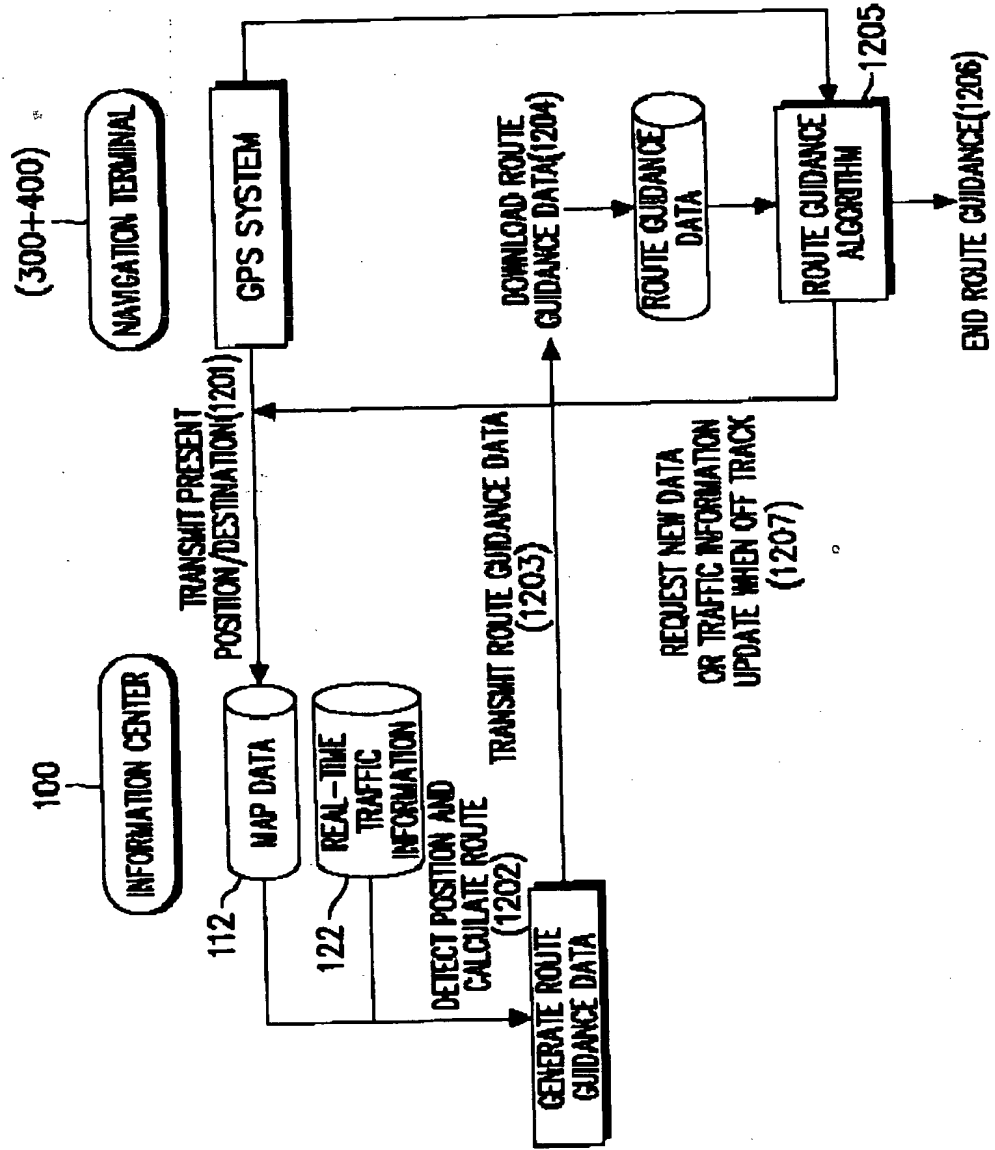 100
INFORMATION CENTER
(300+400)
NAVIGATION TERMINAL
112
MAP DATA
122
REAL-TIME
TRAFFIC
INFORMATION
TRANSMIT PRESENT
POSITION/DESTINATION(1201)
GPS SYSTEM
DETECT POSITION AND
CALCULATE ROUTE
(1202)
GENERATE ROUTE
GUIDANCE DATA
TRANSMIT ROUTE GUIDANCE DATA
(1203)
DOWNLOAD ROUTE
GUIDANCE DATA(1204)
ROUTE GUIDANCE
DATA
REQUEST NEW DATA
OR TRAFFIC INFORMATION
UPDATE WHEN OFF TRACK
(1207)
ROUTE GUIDANCE
ALGORITHM
1205
END ROUTE GUIDANCE(1206)